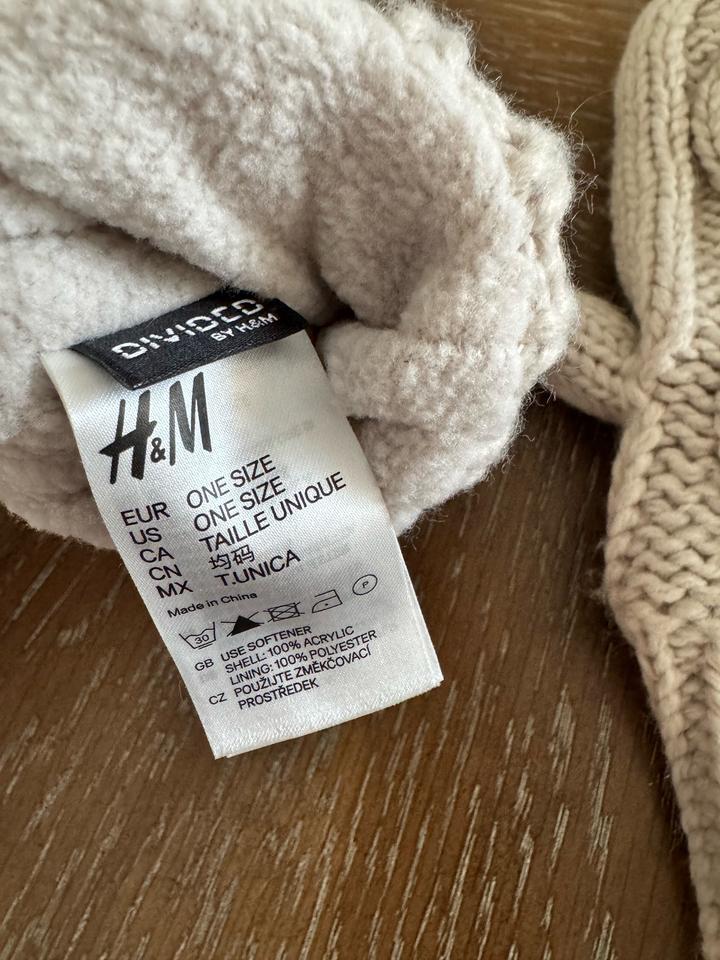 DIVIDED
BY H&M
H&M
EUR ONE SIZE
US ONE SIZE
CA TAILLE UNIQUE
CN 均码
MX T.UNICA
Made in China
30 P
GB USE SOFTENER
SHELL: 100% ACRYLIC
LINING: 100% POLYESTER
CZ POUŽIJTE ZMĚKČOVACÍ
PROSTŘEDEK